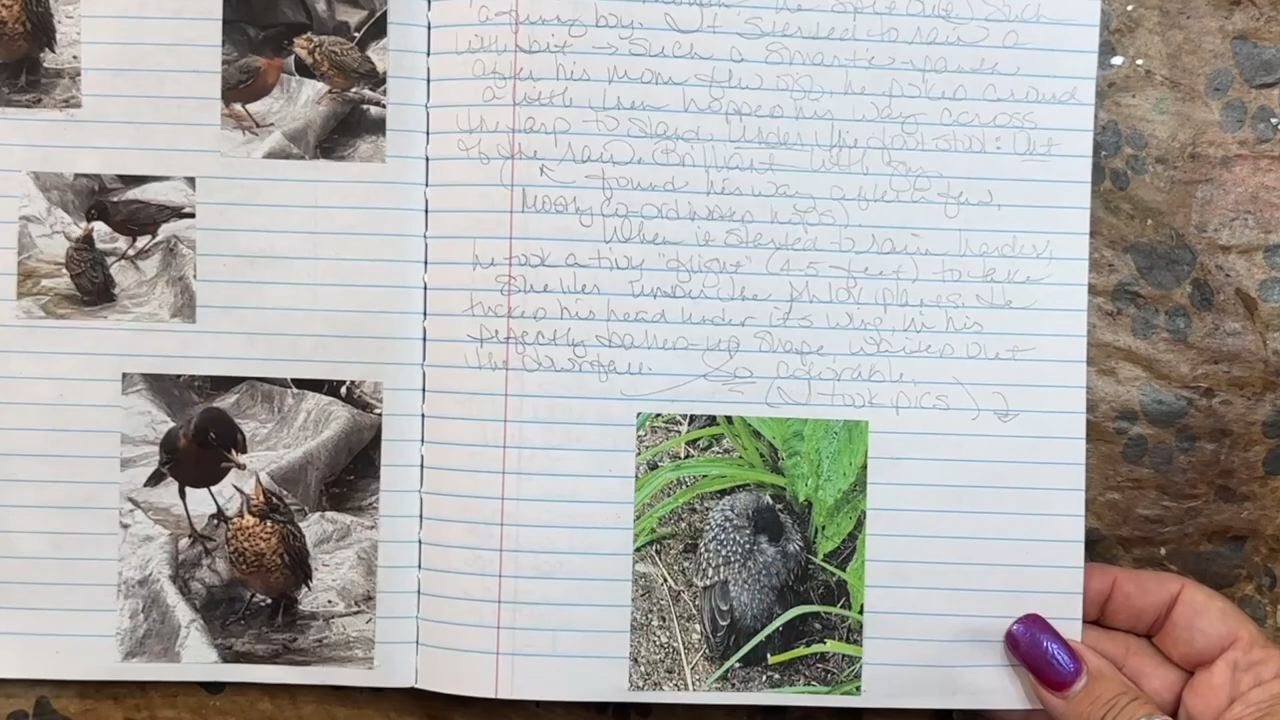 a funny boy. It started to rain a
little bit → Such a smartie-pants
after his mom flew off, he poked around
a little then hopped his way across
the tarp to stand under the foot stool: Out
of the rain. Brilliant little guy
( ↖ found his way after a few,
mostly co-ordinated hops)
When it started to rain harder,
he took a tiny "flight" (4-5 feet) to take
shelter under the phlox plants. He
tucked his head under its wing, in his
perfectly balled-up shape, waited out
the downfall. So adorable.
(I took pics)